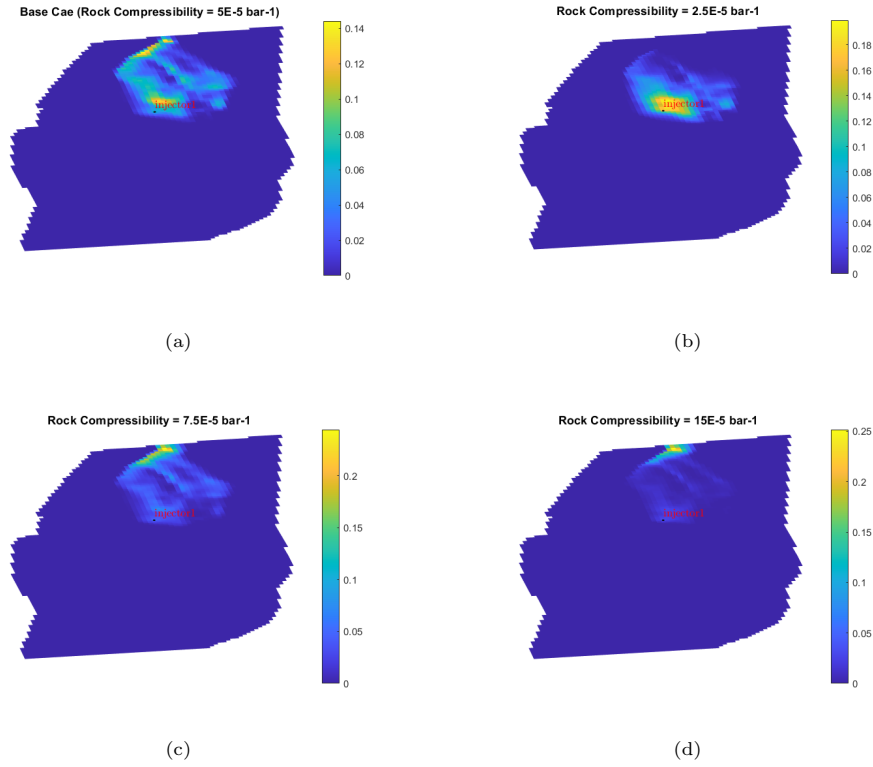 Base Cae (Rock Compressibility = 5E-5 bar-1)
0.14
0.12
0.1
0.08
0.06
0.04
0.02
0
injector1
(a)
Rock Compressibility = 2.5E-5 bar-1
0.18
0.16
0.14
0.12
0.1
0.08
0.06
0.04
0.02
0
injector1
(b)
Rock Compressibility = 7.5E-5 bar-1
0.2
0.15
0.1
0.05
0
injector1
(c)
Rock Compressibility = 15E-5 bar-1
0.25
0.2
0.15
0.1
0.05
0
injector1
(d)